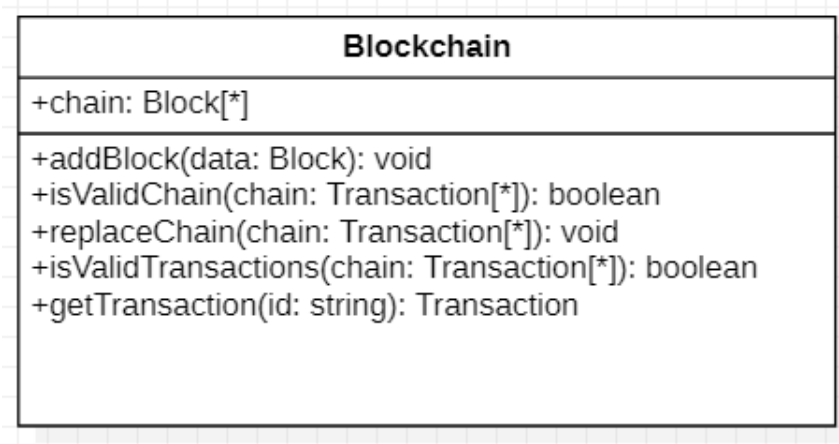 Blockchain
+chain: Block[*]
+addBlock(data: Block): void
+isValidChain(chain: Transaction[*]): boolean
+replaceChain(chain: Transaction[*]): void
+isValidTransactions(chain: Transaction[*]): boolean
+getTransaction(id: string): Transaction